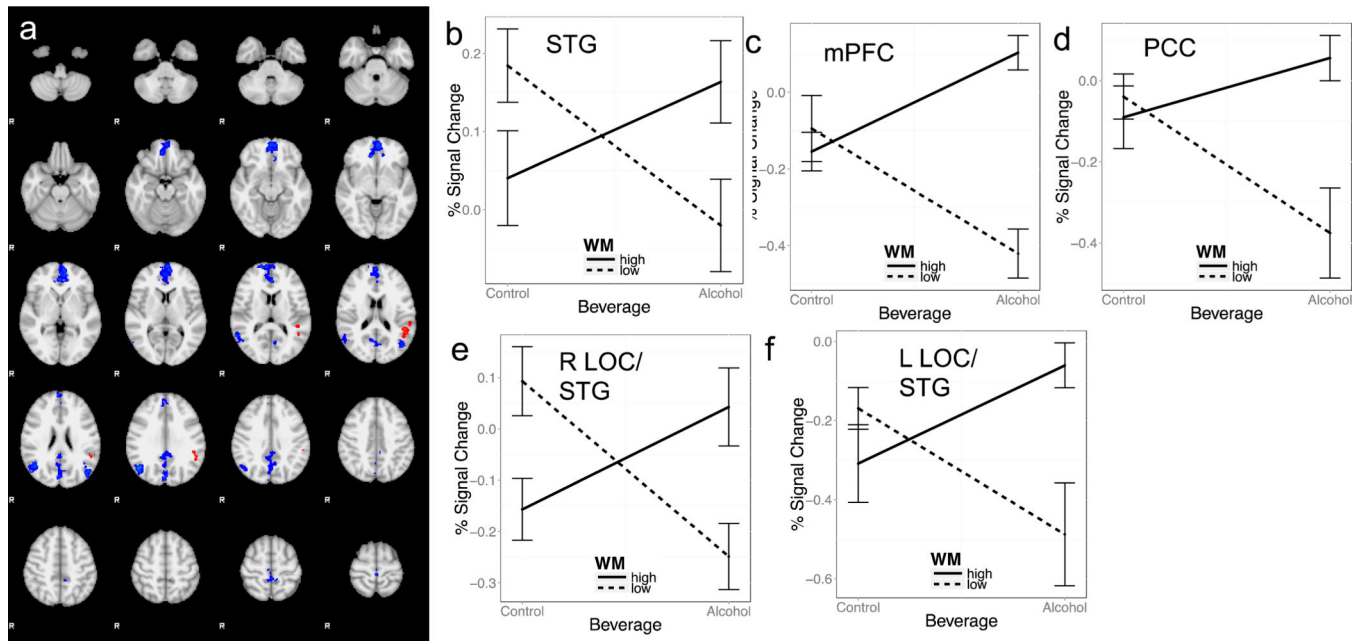 a
R R R R
R R R R
R R R R
R R R R
R R R R
b
STG
% Signal Change
0.2
0.1
0.0
WM
high
low
Control Alcohol
Beverage
c
mPFC
% Signal Change
0.0
−0.2
−0.4
WM
high
low
Control Alcohol
Beverage
d
PCC
% Signal Change
0.0
−0.2
−0.4
WM
high
low
Control Alcohol
Beverage
e
R LOC/
STG
% Signal Change
0.1
0.0
−0.1
−0.2
−0.3
WM
high
low
Control Alcohol
Beverage
f
L LOC/
STG
% Signal Change
0.0
−0.2
−0.4
−0.6
WM
high
low
Control Alcohol
Beverage